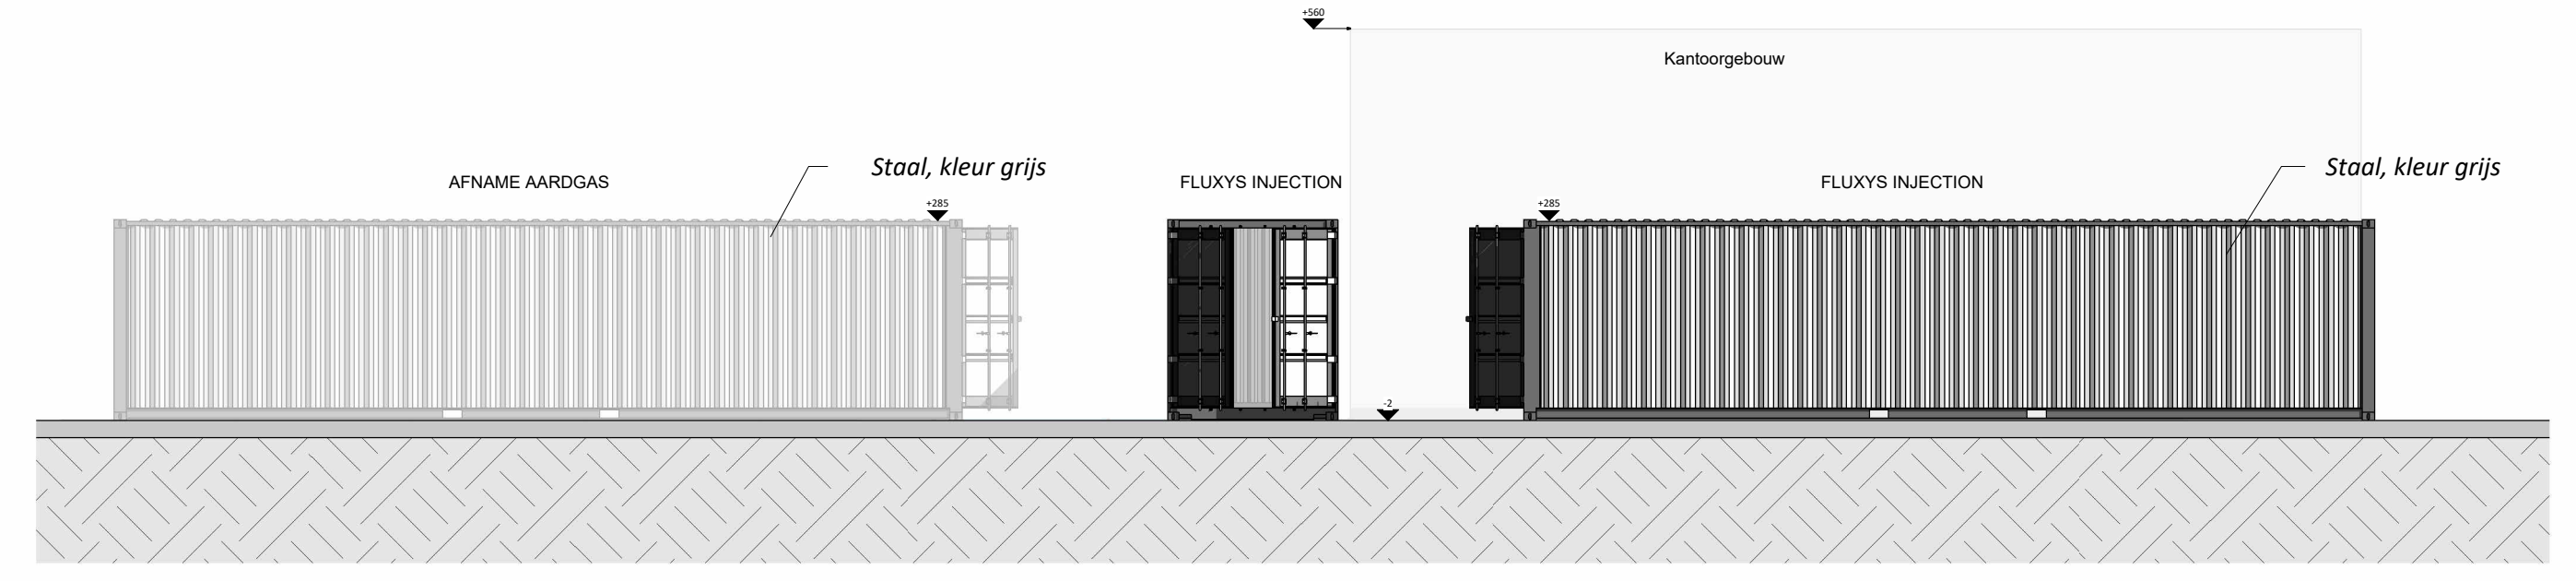 +560
Kantoorgebouw
Staal, kleur grijs
Staal, kleur grijs
AFNAME AARDGAS
FLUXYS INJECTION
FLUXYS INJECTION
+285
+285
-2